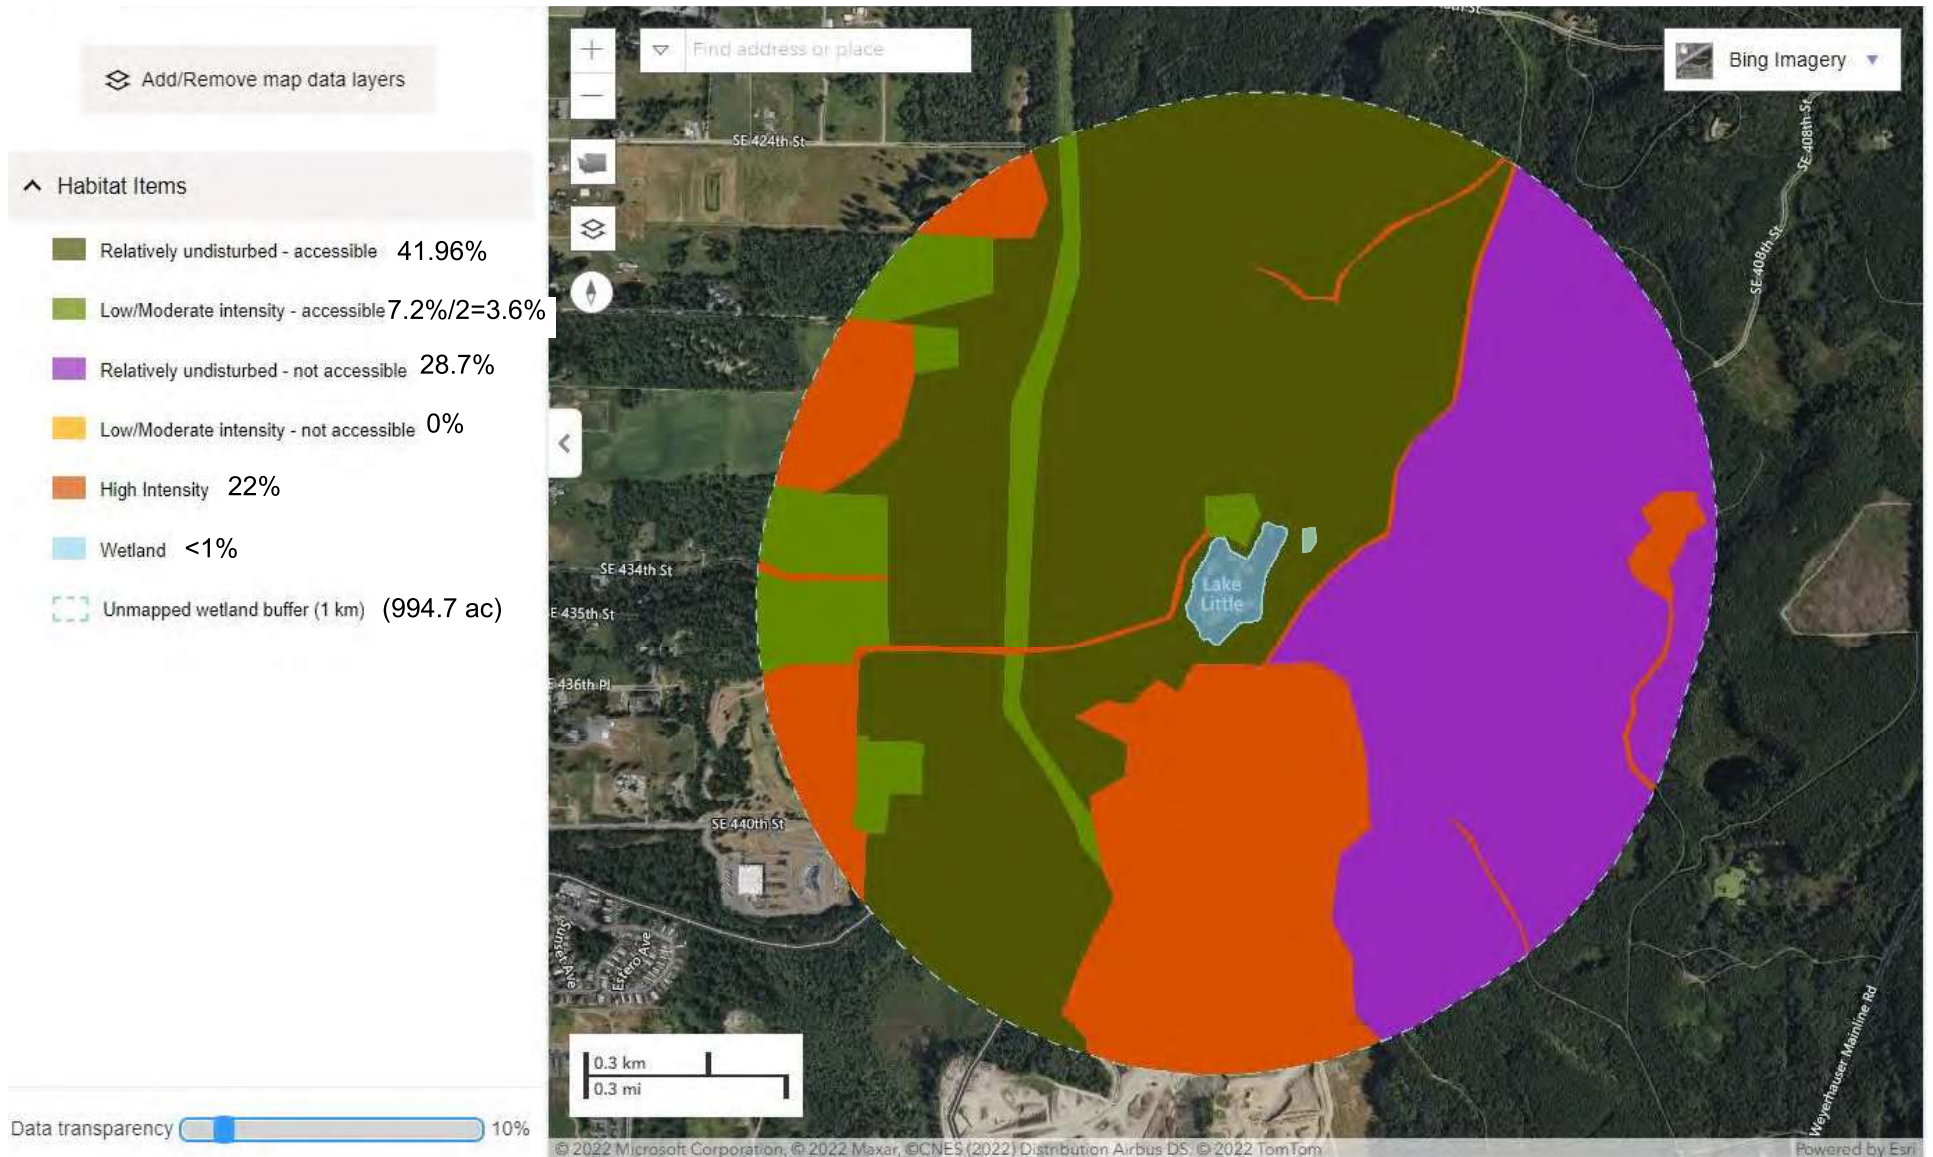 Add/Remove map data layers
Habitat Items
Relatively undisturbed - accessible 41.96%
Low/Moderate intensity - accessible 7.2%/2=3.6%
Relatively undisturbed - not accessible 28.7%
Low/Moderate intensity - not accessible 0%
High Intensity 22%
Wetland <1%
Unmapped wetland buffer (1 km) (994.7 ac)
Data transparency 10%
Find address or place
Bing Imagery
SE 424th St
SE 408th St
SE 408th St
SE 434th St
E 435th St
E 436th Pl
SE 440th St
Sunset Ave
Estero Ave
Lake
Little
Weyerhauser Mainline Rd
0.3 km
0.3 mi
© 2022 Microsoft Corporation, © 2022 Maxar, ©CNES (2022) Distribution Airbus DS, © 2022 TomTom
Powered by Esri